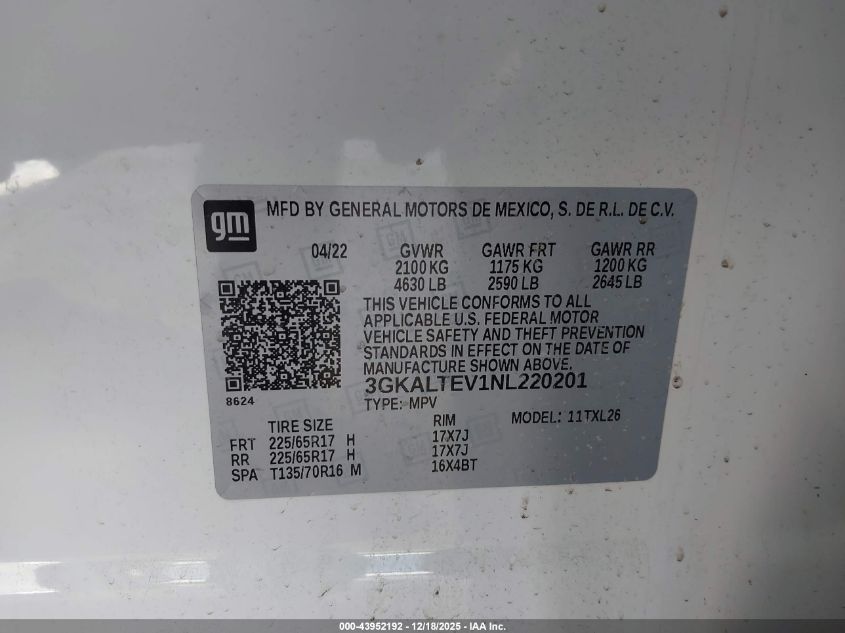 gm
MFD BY GENERAL MOTORS DE MEXICO, S. DE R.L. DE C.V.
04/22 GVWR GAWR FRT GAWR RR
2100 KG 1175 KG 1200 KG
4630 LB 2590 LB 2645 LB
THIS VEHICLE CONFORMS TO ALL
APPLICABLE U.S. FEDERAL MOTOR
VEHICLE SAFETY AND THEFT PREVENTION
STANDARDS IN EFFECT ON THE DATE OF
MANUFACTURE SHOWN ABOVE.
3GKALTEV1NL220201
8624
TYPE: MPV
TIRE SIZE RIM MODEL: 11TXL26
FRT 225/65R17 H 17X7J
RR 225/65R17 H 17X7J
SPA T135/70R16 M 16X4BT
000-43952192 - 12/18/2025 - IAA Inc.